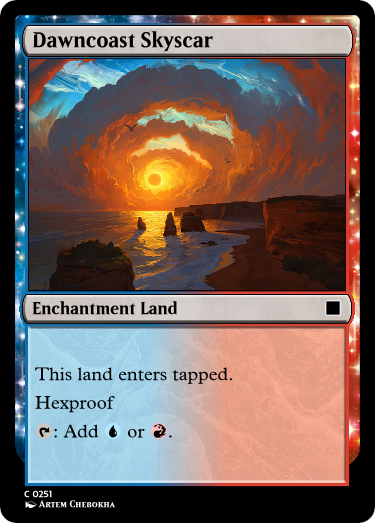 Dawncoast Skyscar
Enchantment Land
This land enters tapped.
Hexproof
: Add or .
C 0251
Artem Chebokha